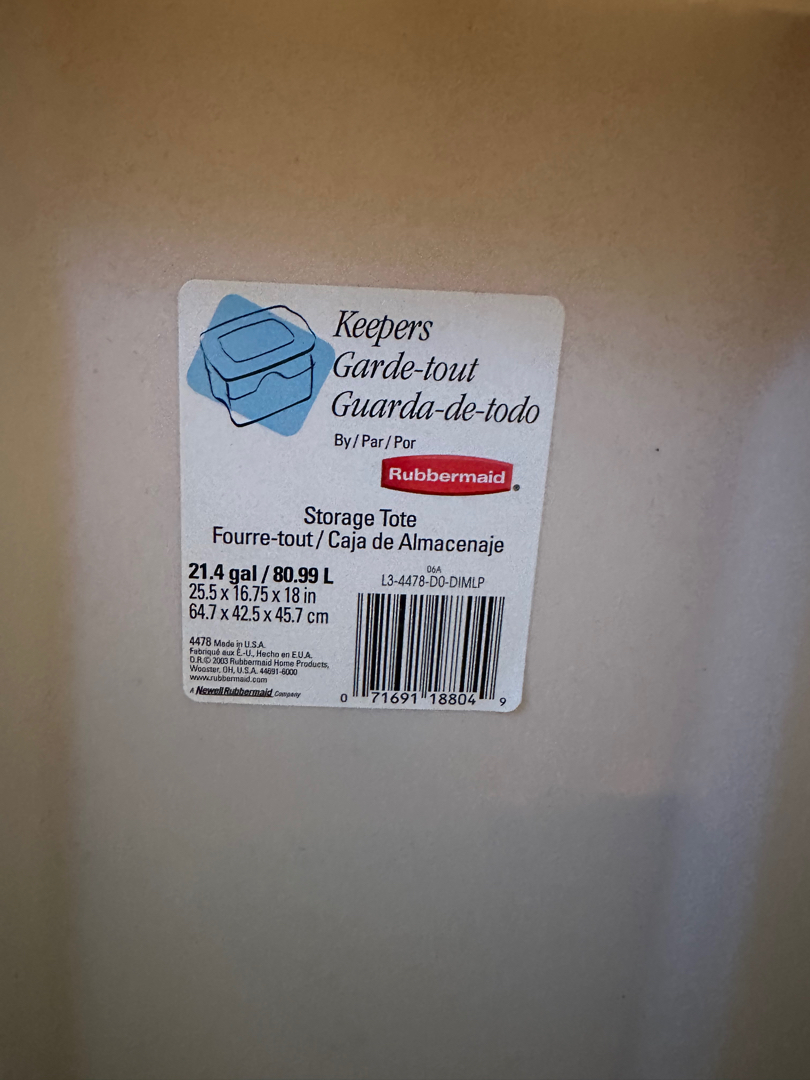 Keepers
Garde-tout
Guarda-de-todo
By / Par / Por
Rubbermaid®
Storage Tote
Fourre-tout / Caja de Almacenaje
21.4 gal / 80.99 L
25.5 x 16.75 x 18 in
64.7 x 42.5 x 45.7 cm
06A
L3-4478-D0-DIMLP
4478 Made in U.S.A.
Fabriqué aux É.-U., Hecho en E.U.A.
D.R.© 2003 Rubbermaid Home Products,
Wooster, OH, U.S.A. 44691-6000
www.rubbermaid.com
A Newell Rubbermaid Company
0 71691 18804 9